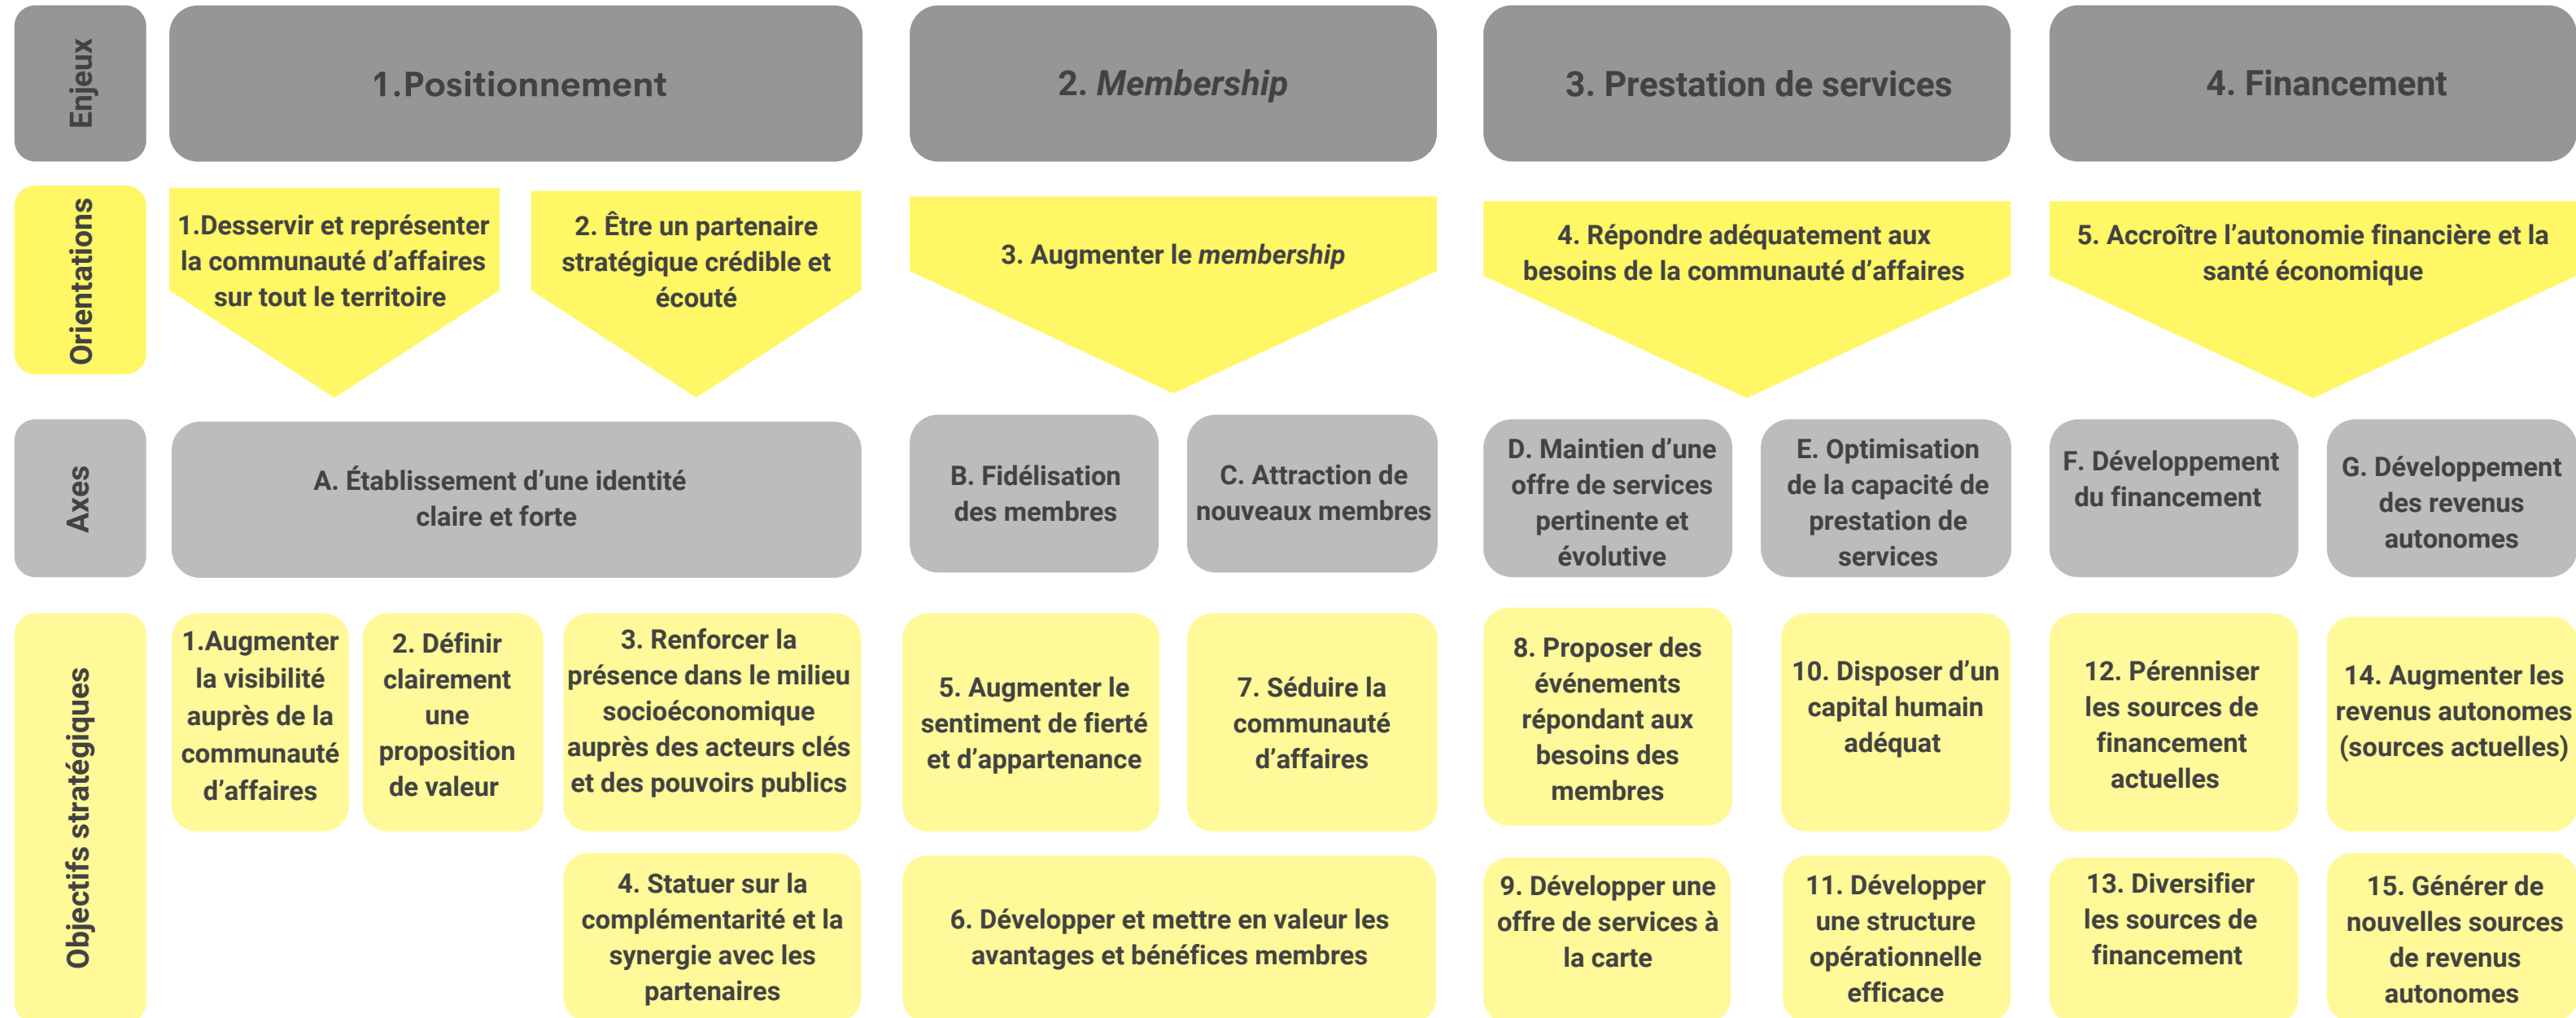 Enjeux
1.Positionnement
2. Membership
3. Prestation de services
4. Financement
Orientations
1.Desservir et représenter
la communauté d'affaires
sur tout le territoire
2. Être un partenaire
stratégique crédible et
écouté
3. Augmenter le membership
4. Répondre adéquatement aux
besoins de la communauté d'affaires
5. Accroître l'autonomie financière et la
santé économique
Axes
A. Établissement d'une identité
claire et forte
B. Fidélisation
des membres
C. Attraction de
nouveaux membres
D. Maintien d'une
offre de services
pertinente et
évolutive
E. Optimisation
de la capacité de
prestation de
services
F. Développement
du financement
G. Développement
des revenus
autonomes
Objectifs stratégiques
1.Augmenter
la visibilité
auprès de la
communauté
d'affaires
2. Définir
clairement
une
proposition
de valeur
3. Renforcer la
présence dans le milieu
socioéconomique
auprès des acteurs clés
et des pouvoirs publics
4. Statuer sur la
complémentarité et la
synergie avec les
partenaires
5. Augmenter le
sentiment de fierté
et d'appartenance
7. Séduire la
communauté
d'affaires
6. Développer et mettre en valeur les
avantages et bénéfices membres
8. Proposer des
événements
répondant aux
besoins des
membres
9. Développer une
offre de services à
la carte
10. Disposer d'un
capital humain
adéquat
11. Développer
une structure
opérationnelle
efficace
12. Pérenniser
les sources de
financement
actuelles
13. Diversifier
les sources de
financement
14. Augmenter les
revenus autonomes
(sources actuelles)
15. Générer de
nouvelles sources
de revenus
autonomes